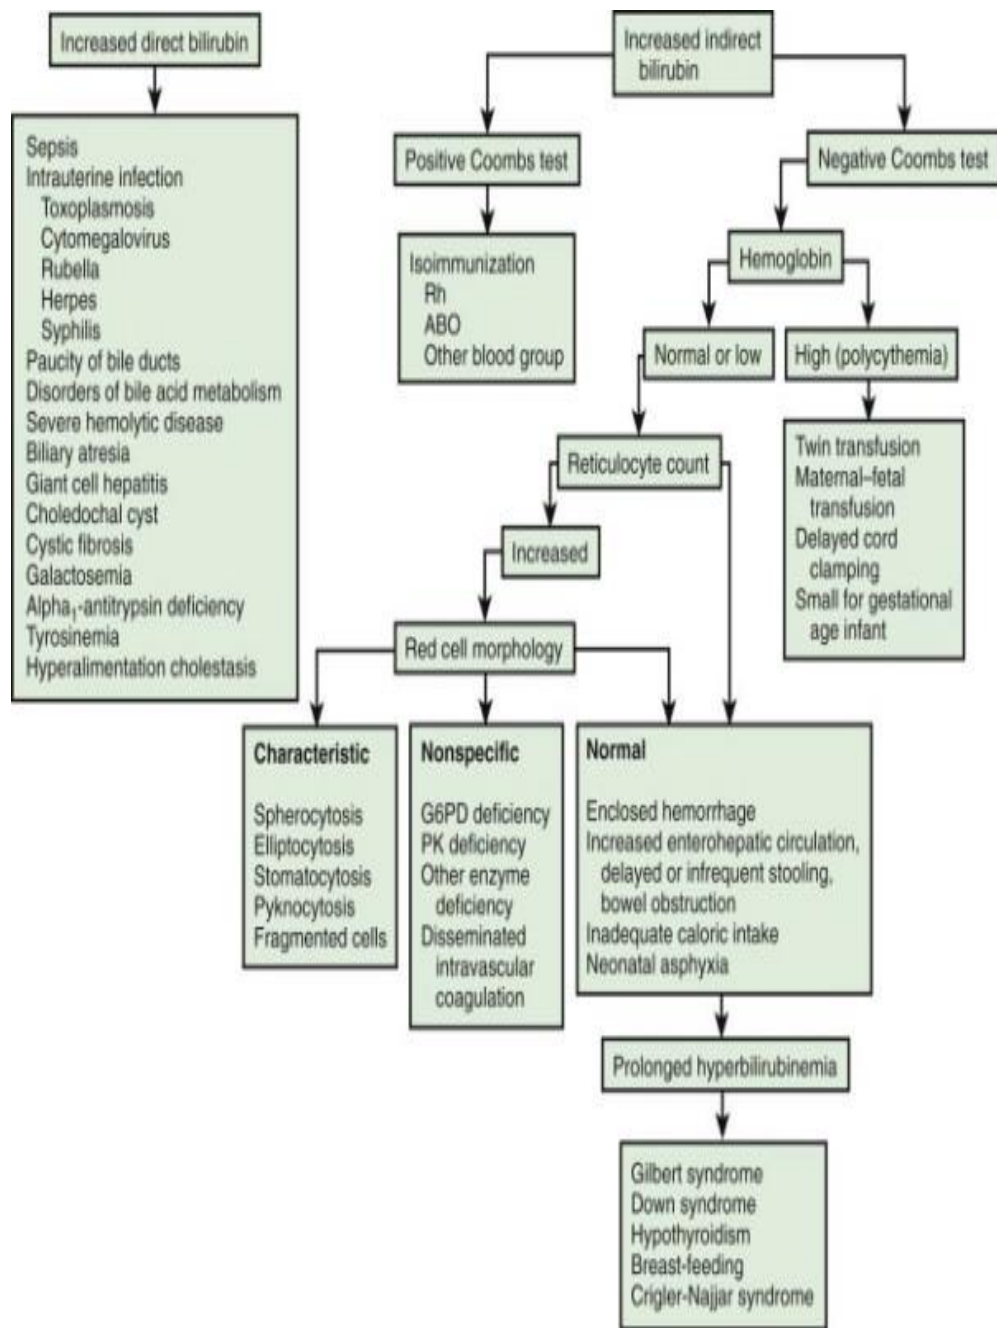 Increased direct bilirubin
Sepsis
Intrauterine infection
Toxoplasmosis
Cytomegalovirus
Rubella
Herpes
Syphilis
Paucity of bile ducts
Disorders of bile acid metabolism
Severe hemolytic disease
Biliary atresia
Giant cell hepatitis
Choledochal cyst
Cystic fibrosis
Galactosemia
Alpha₁-antitrypsin deficiency
Tyrosinemia
Hyperalimentation cholestasis
Increased indirect
bilirubin
Positive Coombs test
Isoimmunization
Rh
ABO
Other blood group
Negative Coombs test
Hemoglobin
Normal or low
High (polycythemia)
Twin transfusion
Maternal–fetal
transfusion
Delayed cord
clamping
Small for gestational
age infant
Reticulocyte count
Increased
Red cell morphology
Characteristic
Spherocytosis
Elliptocytosis
Stomatocytosis
Pyknocytosis
Fragmented cells
Nonspecific
G6PD deficiency
PK deficiency
Other enzyme
deficiency
Disseminated
intravascular
coagulation
Normal
Enclosed hemorrhage
Increased enterohepatic circulation,
delayed or infrequent stooling,
bowel obstruction
Inadequate caloric intake
Neonatal asphyxia
Prolonged hyperbilirubinemia
Gilbert syndrome
Down syndrome
Hypothyroidism
Breast-feeding
Crigler-Najjar syndrome